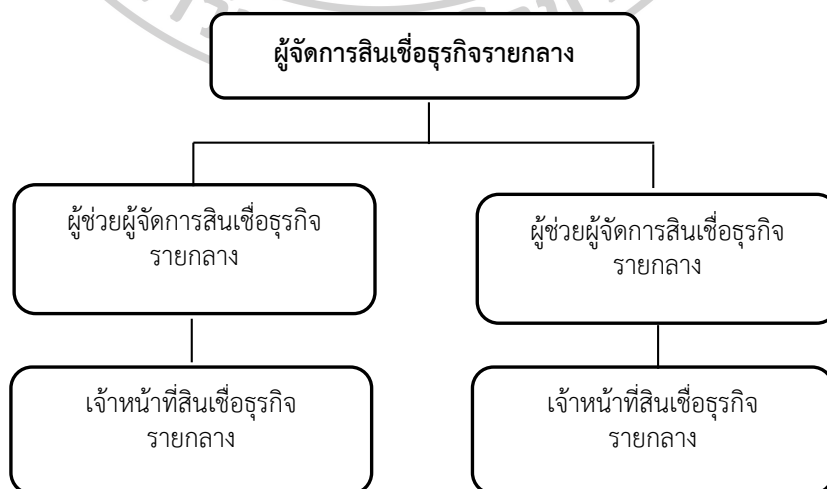 ผู้จัดการสินเชื่อธุรกิจรายกลาง
ผู้ช่วยผู้จัดการสินเชื่อธุรกิจ
รายกลาง
ผู้ช่วยผู้จัดการสินเชื่อธุรกิจ
รายกลาง
เจ้าหน้าที่สินเชื่อธุรกิจ
รายกลาง
เจ้าหน้าที่สินเชื่อธุรกิจ
รายกลาง